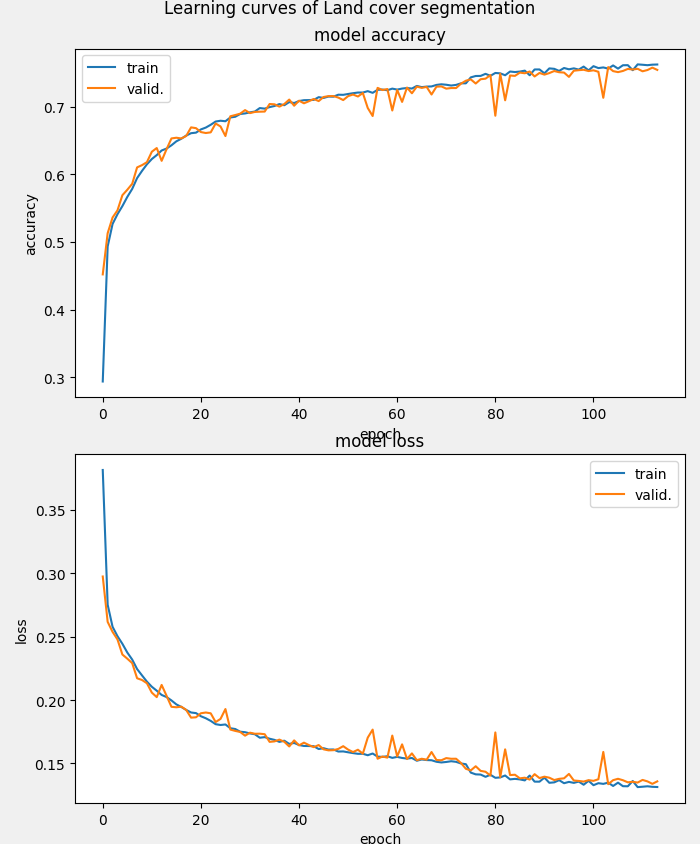 Learning curves of Land cover segmentation
model accuracy
train
valid.
0.7
0.6
0.5
0.4
0.3
accuracy
0 20 40 60 80 100
epoch
model loss
train
valid.
0.35
0.30
0.25
0.20
0.15
loss
0 20 40 60 80 100
epoch